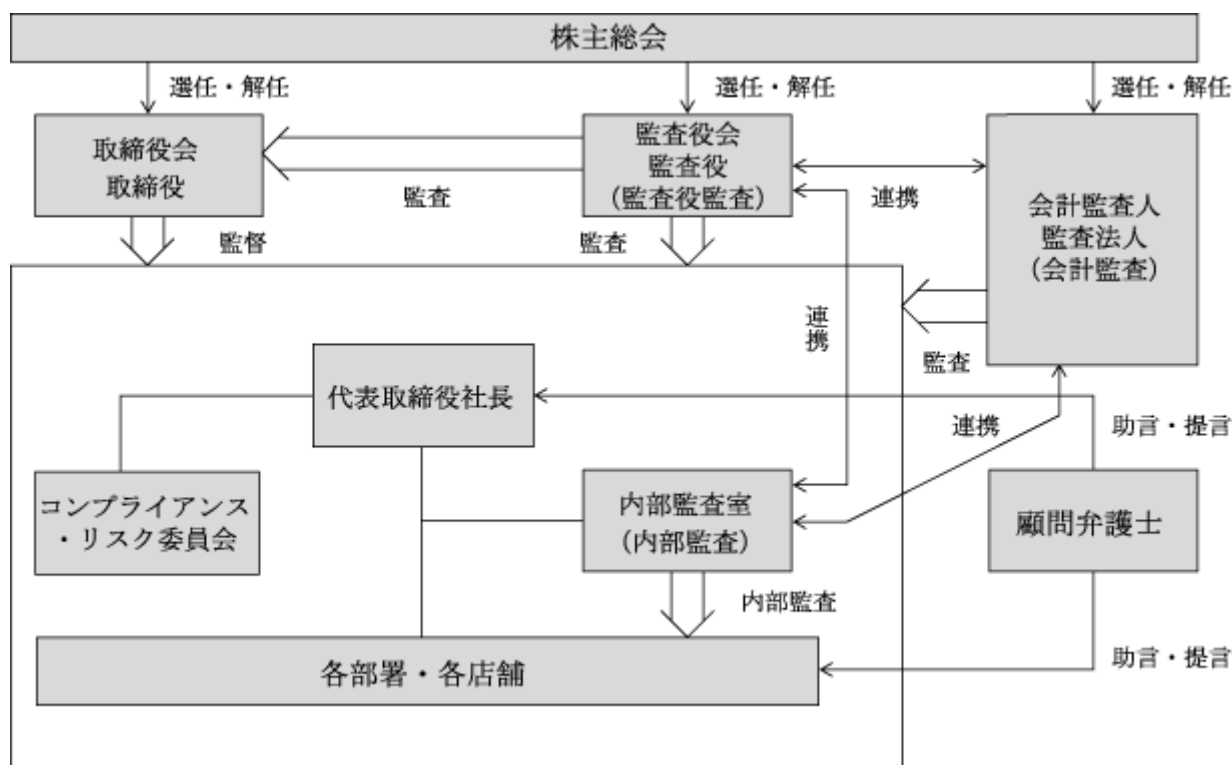 株主総会
選任・解任
選任・解任
選任・解任
取締役会
取締役
監査役会
監査役
(監査役監査)
会計監査人
監査法人
(会計監査)
監査
連携
監督
監査
連携
監査
代表取締役社長
連携
助言・提言
コンプライアンス
・リスク委員会
内部監査室
(内部監査)
顧問弁護士
内部監査
各部署・各店舗
助言・提言